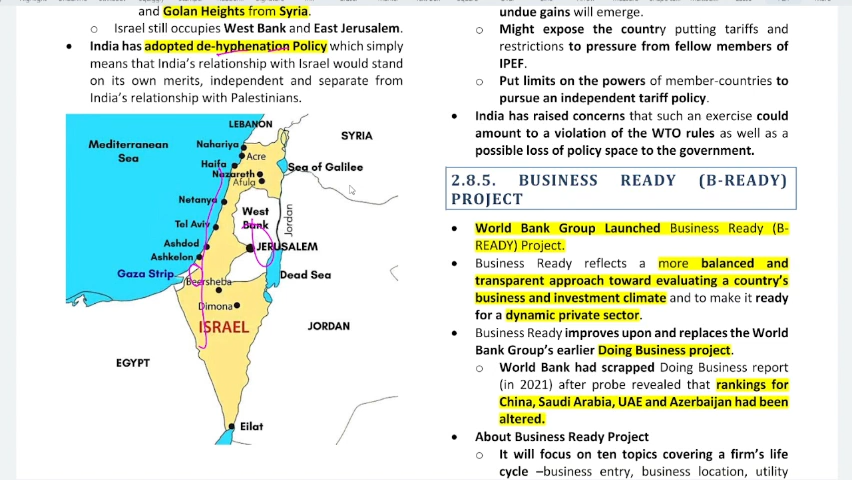 and Golan Heights from Syria.
o Israel still occupies West Bank and East Jerusalem.
• India has adopted de-hyphenation Policy which simply
means that India's relationship with Israel would stand
on its own merits, independent and separate from
India's relationship with Palestinians.
LEBANON
SYRIA
Mediterranean
Sea
Nahariya
Acre
Haifa
Sea of Galilee
Nazareth
Afula
Netanya
West
Bank
Jordan
Tel Aviv
Ashdod
JERUSALEM
Ashkelon
Gaza Strip
Beersheba
Dead Sea
Dimona
ISRAEL
JORDAN
EGYPT
Eilat
undue gains will emerge.
o Might expose the country putting tariffs and
restrictions to pressure from fellow members of
IPEF.
o Put limits on the powers of member-countries to
pursue an independent tariff policy.
• India has raised concerns that such an exercise could
amount to a violation of the WTO rules as well as a
possible loss of policy space to the government.
2.8.5. BUSINESS READY (B-READY)
PROJECT
• World Bank Group Launched Business Ready (B-
READY) Project.
• Business Ready reflects a more balanced and
transparent approach toward evaluating a country's
business and investment climate and to make it ready
for a dynamic private sector.
• Business Ready improves upon and replaces the World
Bank Group's earlier Doing Business project.
o World Bank had scrapped Doing Business report
(in 2021) after probe revealed that rankings for
China, Saudi Arabia, UAE and Azerbaijan had been
altered.
• About Business Ready Project
o It will focus on ten topics covering a firm's life
cycle –business entry, business location, utility